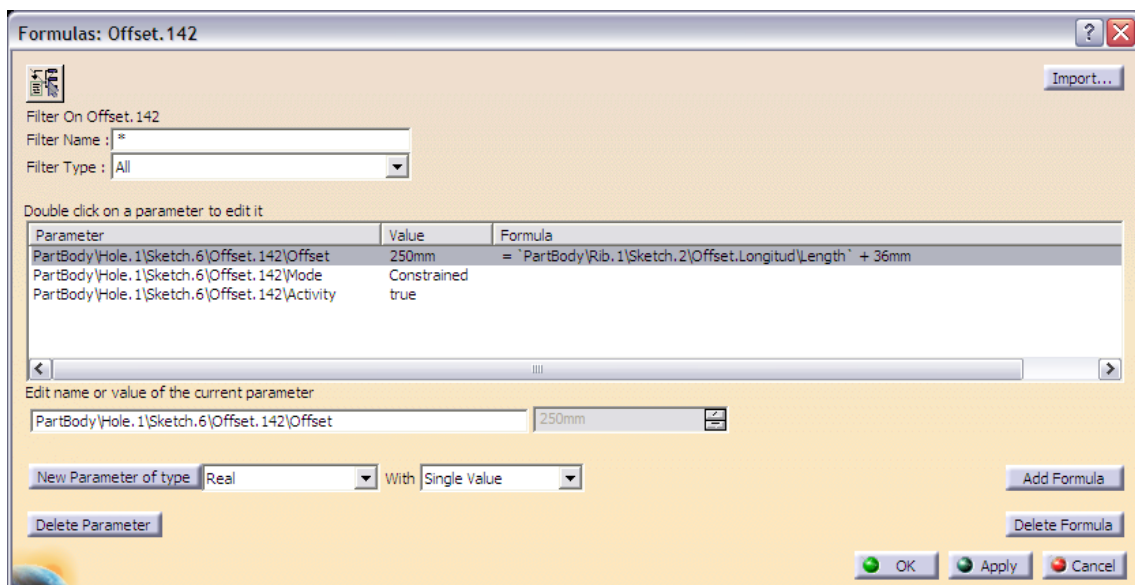 Formulas: Offset.142
Import...
Filter On Offset.142
Filter Name : *
Filter Type : All
Double click on a parameter to edit it
Parameter Value Formula
PartBody\Hole.1\Sketch.6\Offset.142\Offset 250mm = `PartBody\Rib.1\Sketch.2\Offset.Longitud\Length` + 36mm
PartBody\Hole.1\Sketch.6\Offset.142\Mode Constrained
PartBody\Hole.1\Sketch.6\Offset.142\Activity true
Edit name or value of the current parameter
PartBody\Hole.1\Sketch.6\Offset.142\Offset 250mm
New Parameter of type Real With Single Value Add Formula
Delete Parameter Delete Formula
OK Apply Cancel